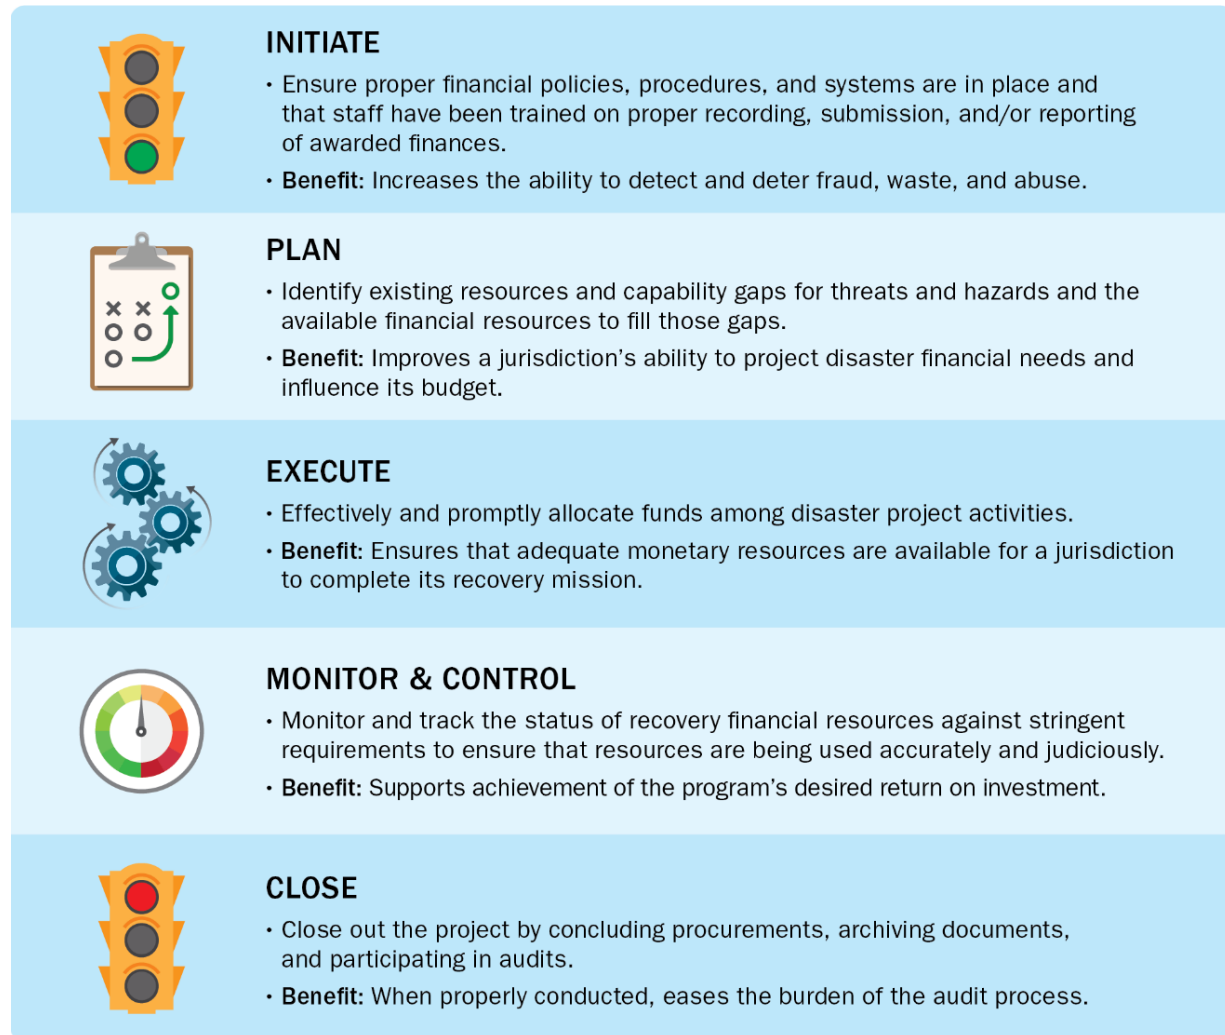 INITIATE
• Ensure proper financial policies, procedures, and systems are in place and
that staff have been trained on proper recording, submission, and/or reporting
of awarded finances.
• Benefit: Increases the ability to detect and deter fraud, waste, and abuse.
PLAN
• Identify existing resources and capability gaps for threats and hazards and the
available financial resources to fill those gaps.
• Benefit: Improves a jurisdiction’s ability to project disaster financial needs and
influence its budget.
EXECUTE
• Effectively and promptly allocate funds among disaster project activities.
• Benefit: Ensures that adequate monetary resources are available for a jurisdiction
to complete its recovery mission.
MONITOR & CONTROL
• Monitor and track the status of recovery financial resources against stringent
requirements to ensure that resources are being used accurately and judiciously.
• Benefit: Supports achievement of the program’s desired return on investment.
CLOSE
• Close out the project by concluding procurements, archiving documents,
and participating in audits.
• Benefit: When properly conducted, eases the burden of the audit process.